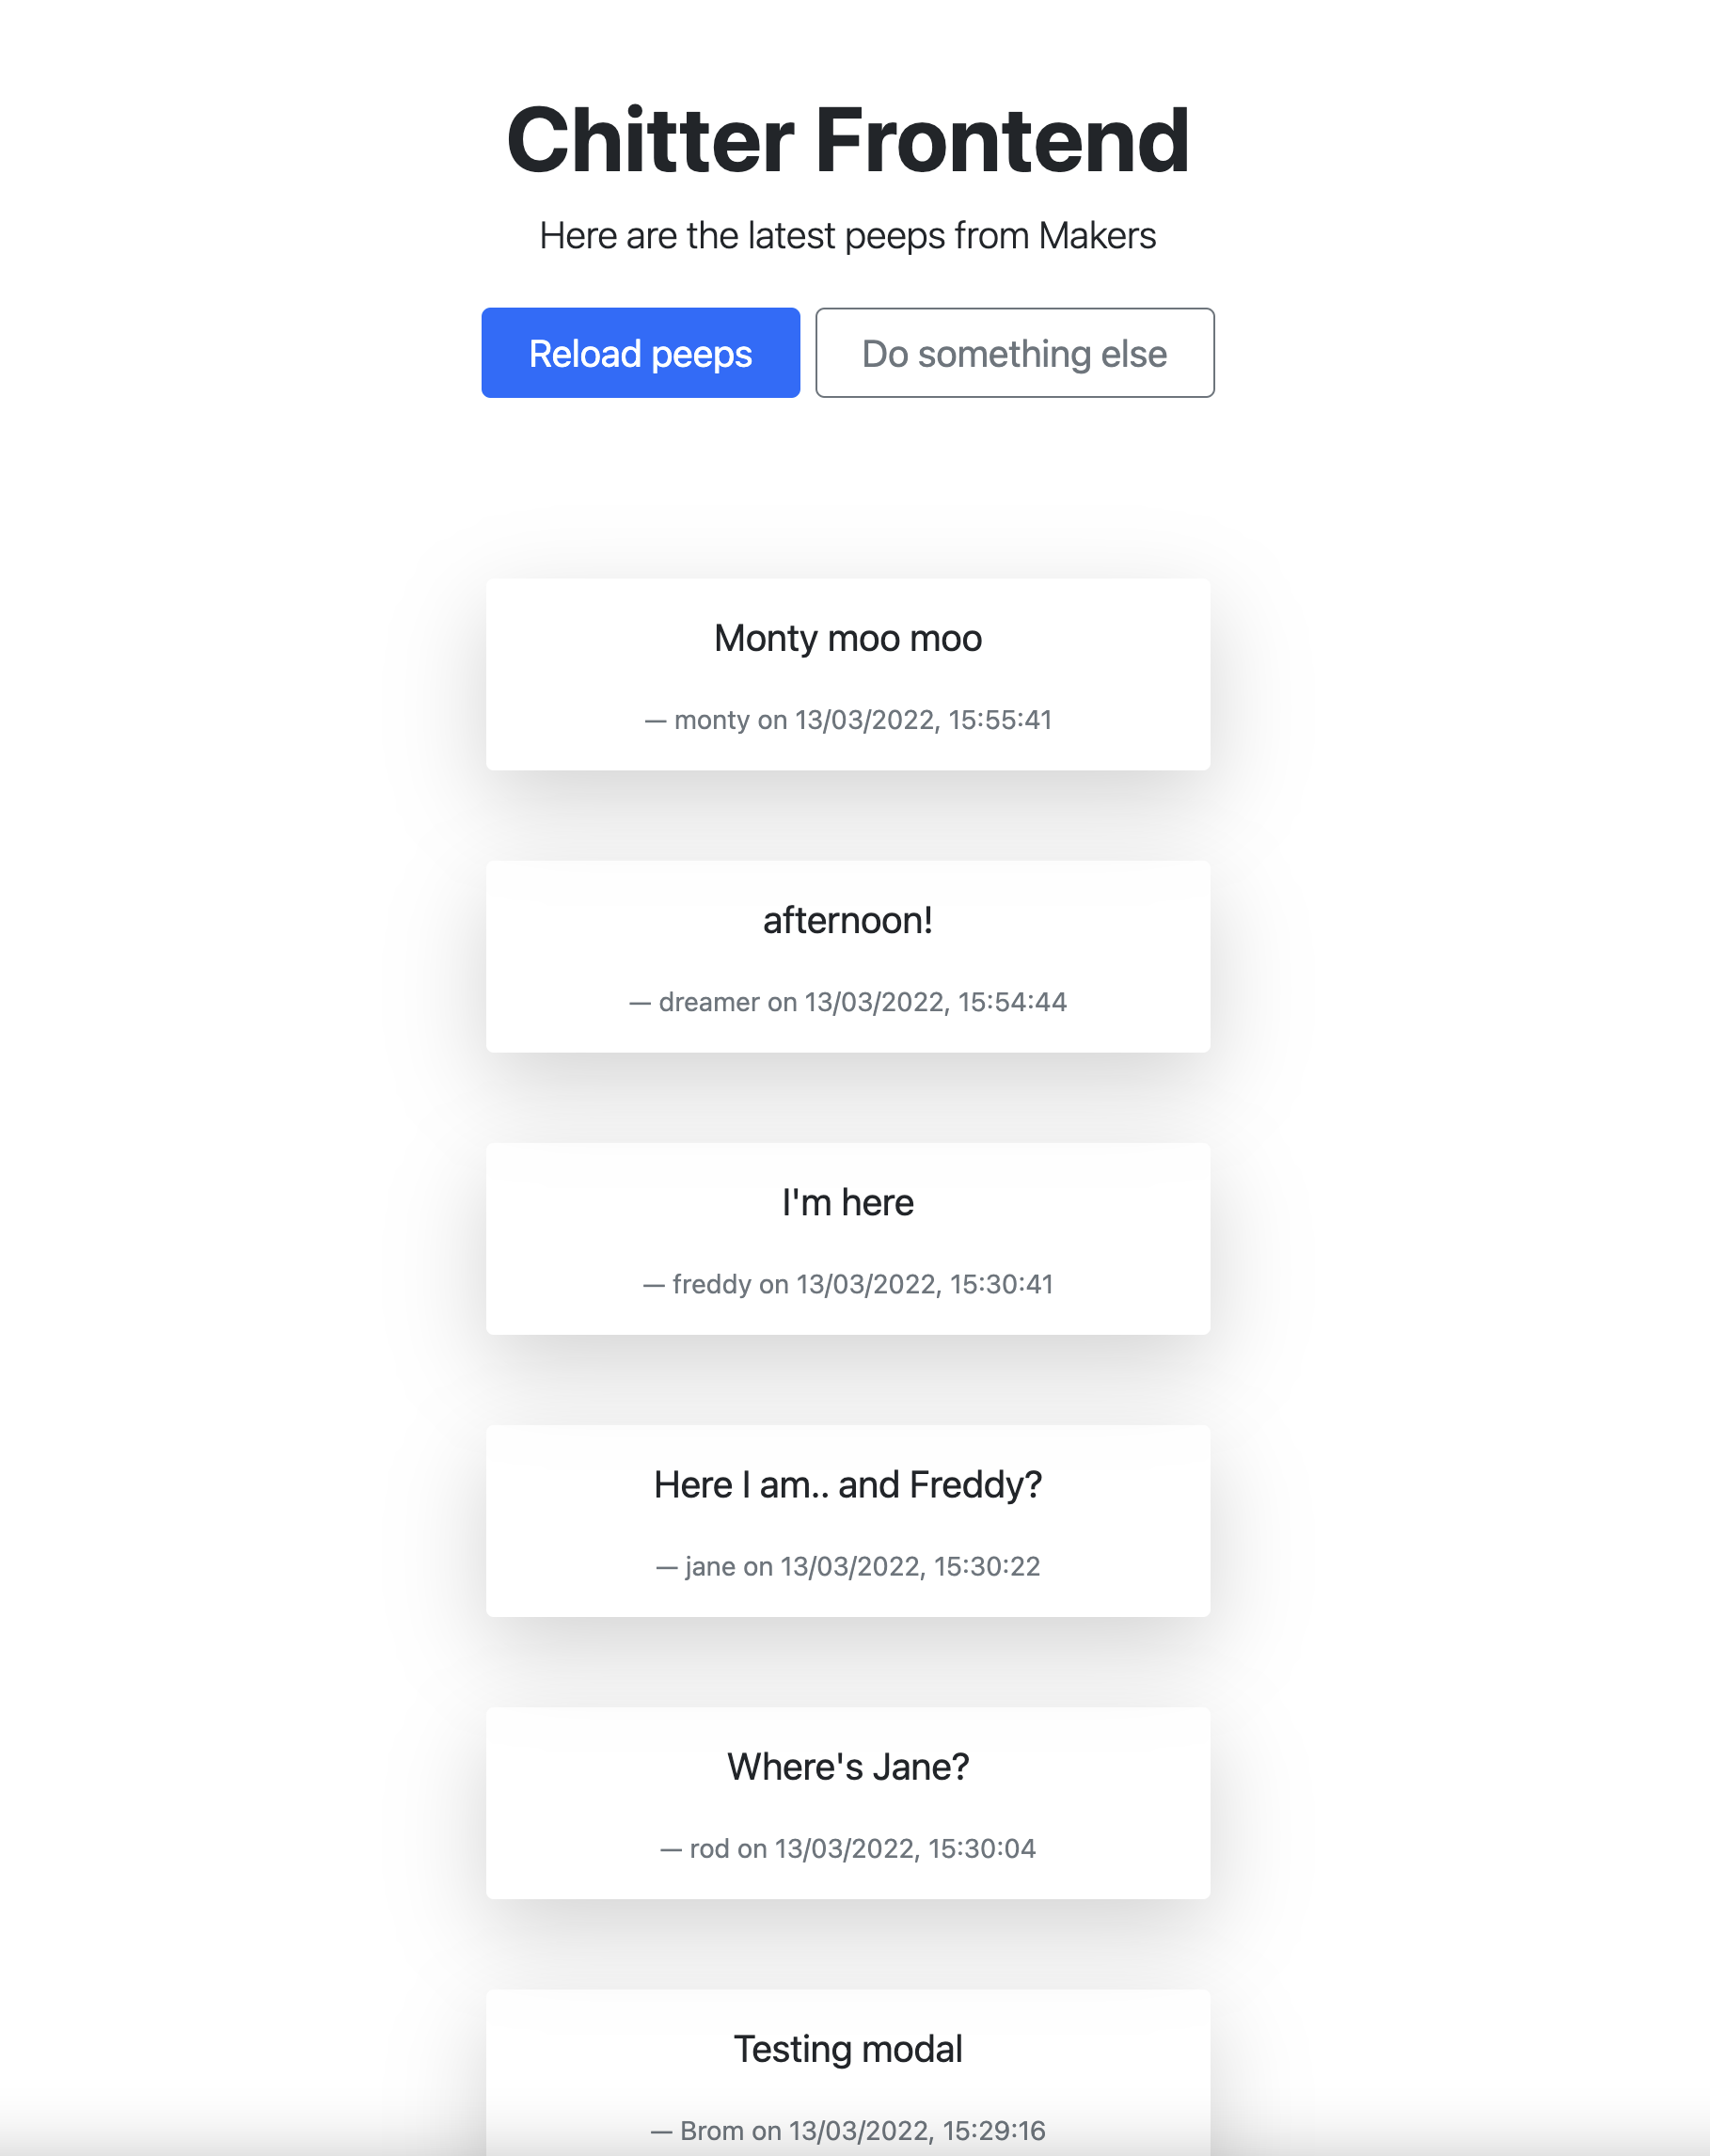 Chitter Frontend
Here are the latest peeps from Makers
Reload peeps
Do something else
Monty moo moo
— monty on 13/03/2022, 15:55:41
afternoon!
— dreamer on 13/03/2022, 15:54:44
I'm here
— freddy on 13/03/2022, 15:30:41
Here I am.. and Freddy?
— jane on 13/03/2022, 15:30:22
Where's Jane?
— rod on 13/03/2022, 15:30:04
Testing modal
— Brom on 13/03/2022, 15:29:16